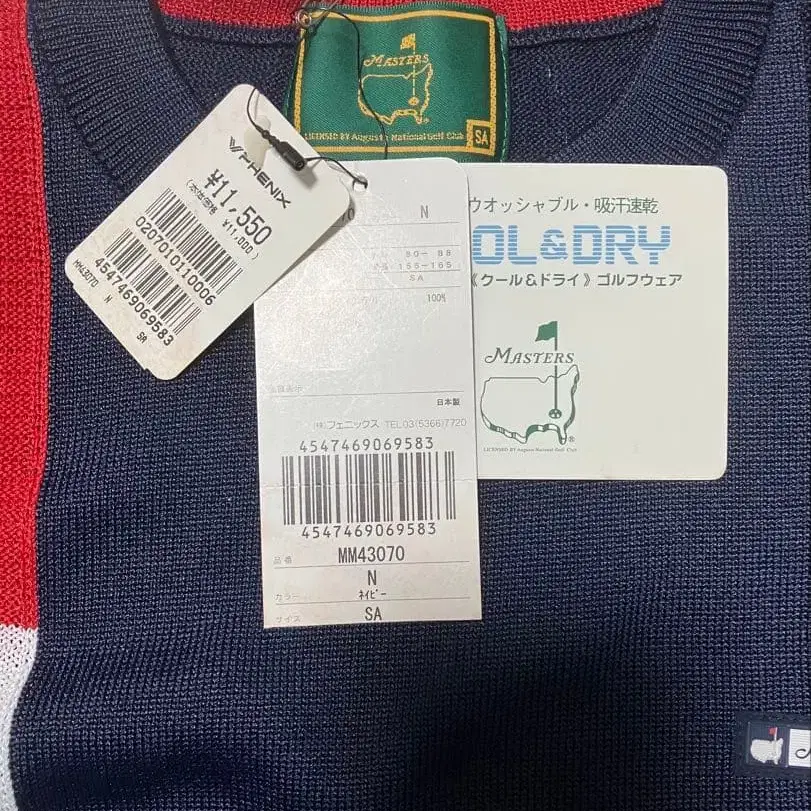 MASTERS
LICENSED BY Augusta National Golf Club
SA
PHENIX
¥11,550
(本体価格 ¥11,000)
0207010110006
4547469069583
MM43070 N SA
70 N
80- 88
155-165
SA
100%
日本製
(株)フェニックス TEL03(5366)7720
4547469069583
4547469069583
品番 MM43070
N
カラー ネイビー
サイズ SA
ウオッシャブル・吸汗速乾
OL&DRY
《クール&ドライ》ゴルフウェア
MASTERS
®
LICENSED BY Augusta National Golf Club